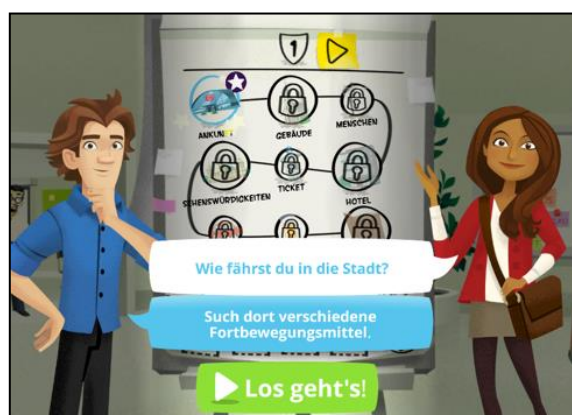 1
ANKUNFT
GEBÄUDE
MENSCHEN
SEHENSWÜRDIGKEITEN
TICKET
HOTEL
Wie fährst du in die Stadt?
Such dort verschiedene
Fortbewegungsmittel.
Los geht's!